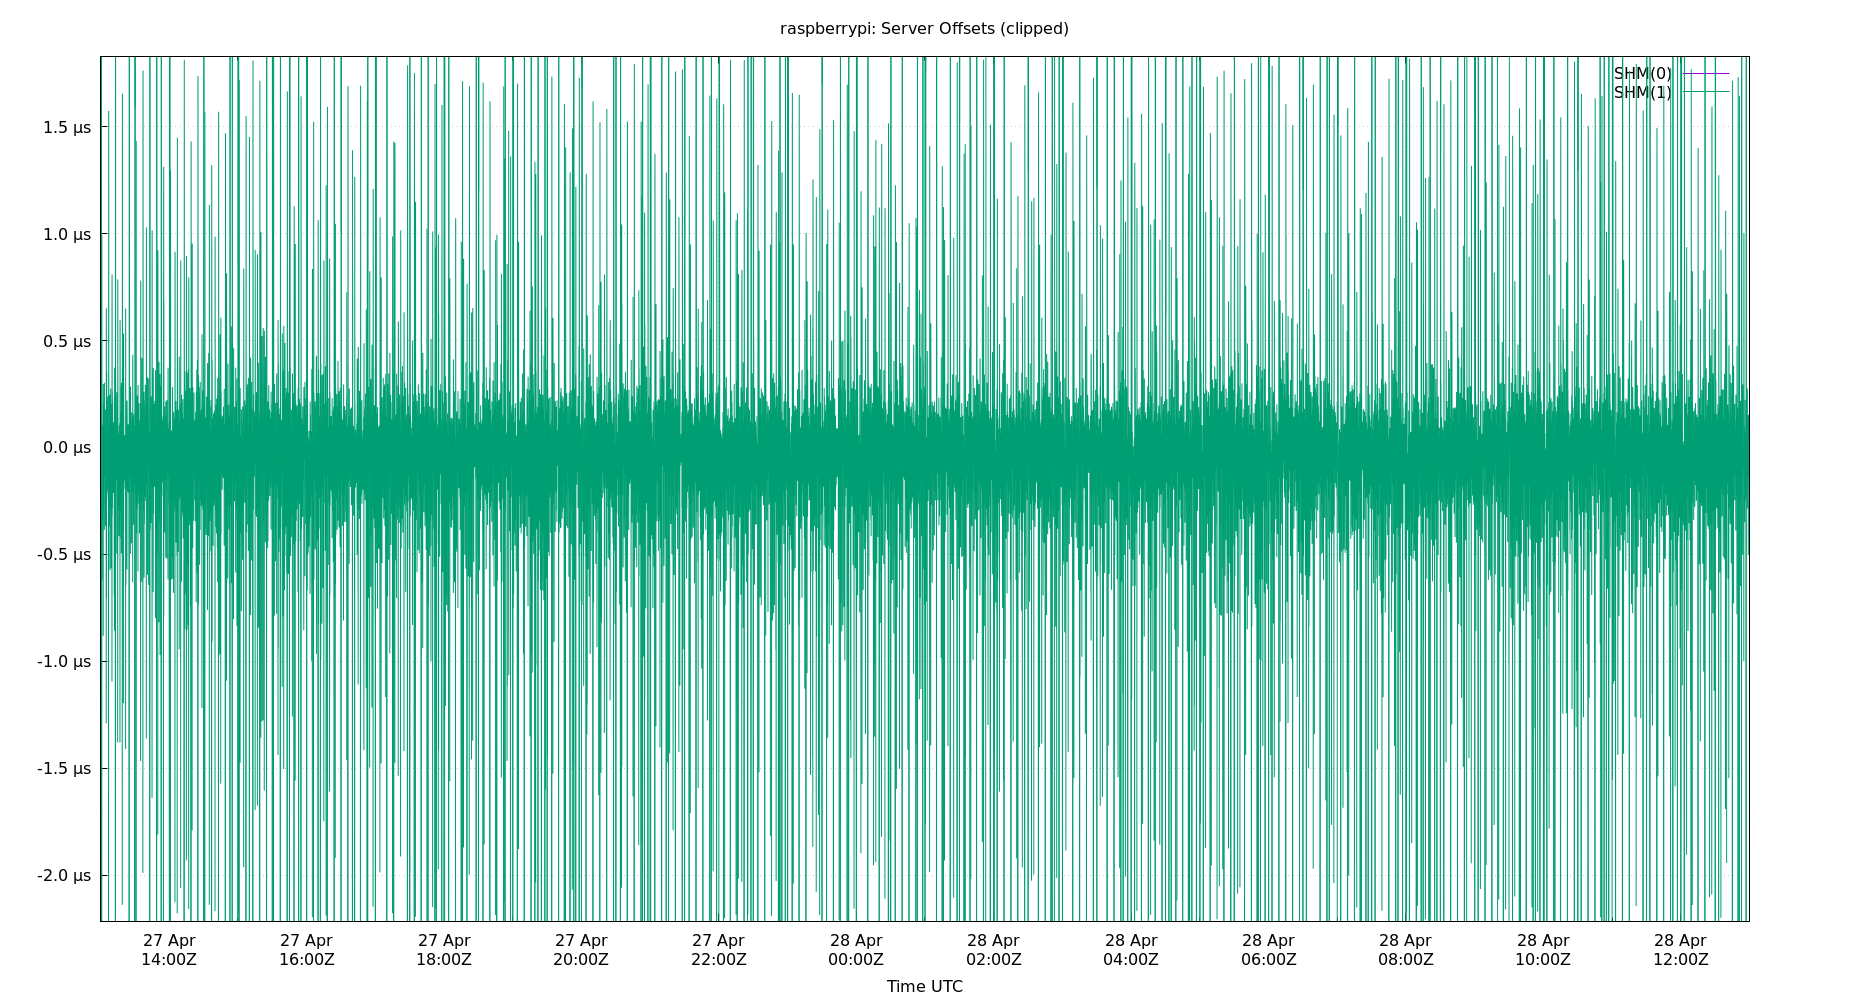 raspberrypi: Server Offsets (clipped)
SHM(0)
SHM(1)
1.5 µs
1.0 µs
0.5 µs
0.0 µs
-0.5 µs
-1.0 µs
-1.5 µs
-2.0 µs
27 Apr 27 Apr 27 Apr 27 Apr 27 Apr 28 Apr 28 Apr 28 Apr 28 Apr 28 Apr 28 Apr 28 Apr
14:00Z 16:00Z 18:00Z 20:00Z 22:00Z 00:00Z 02:00Z 04:00Z 06:00Z 08:00Z 10:00Z 12:00Z
Time UTC